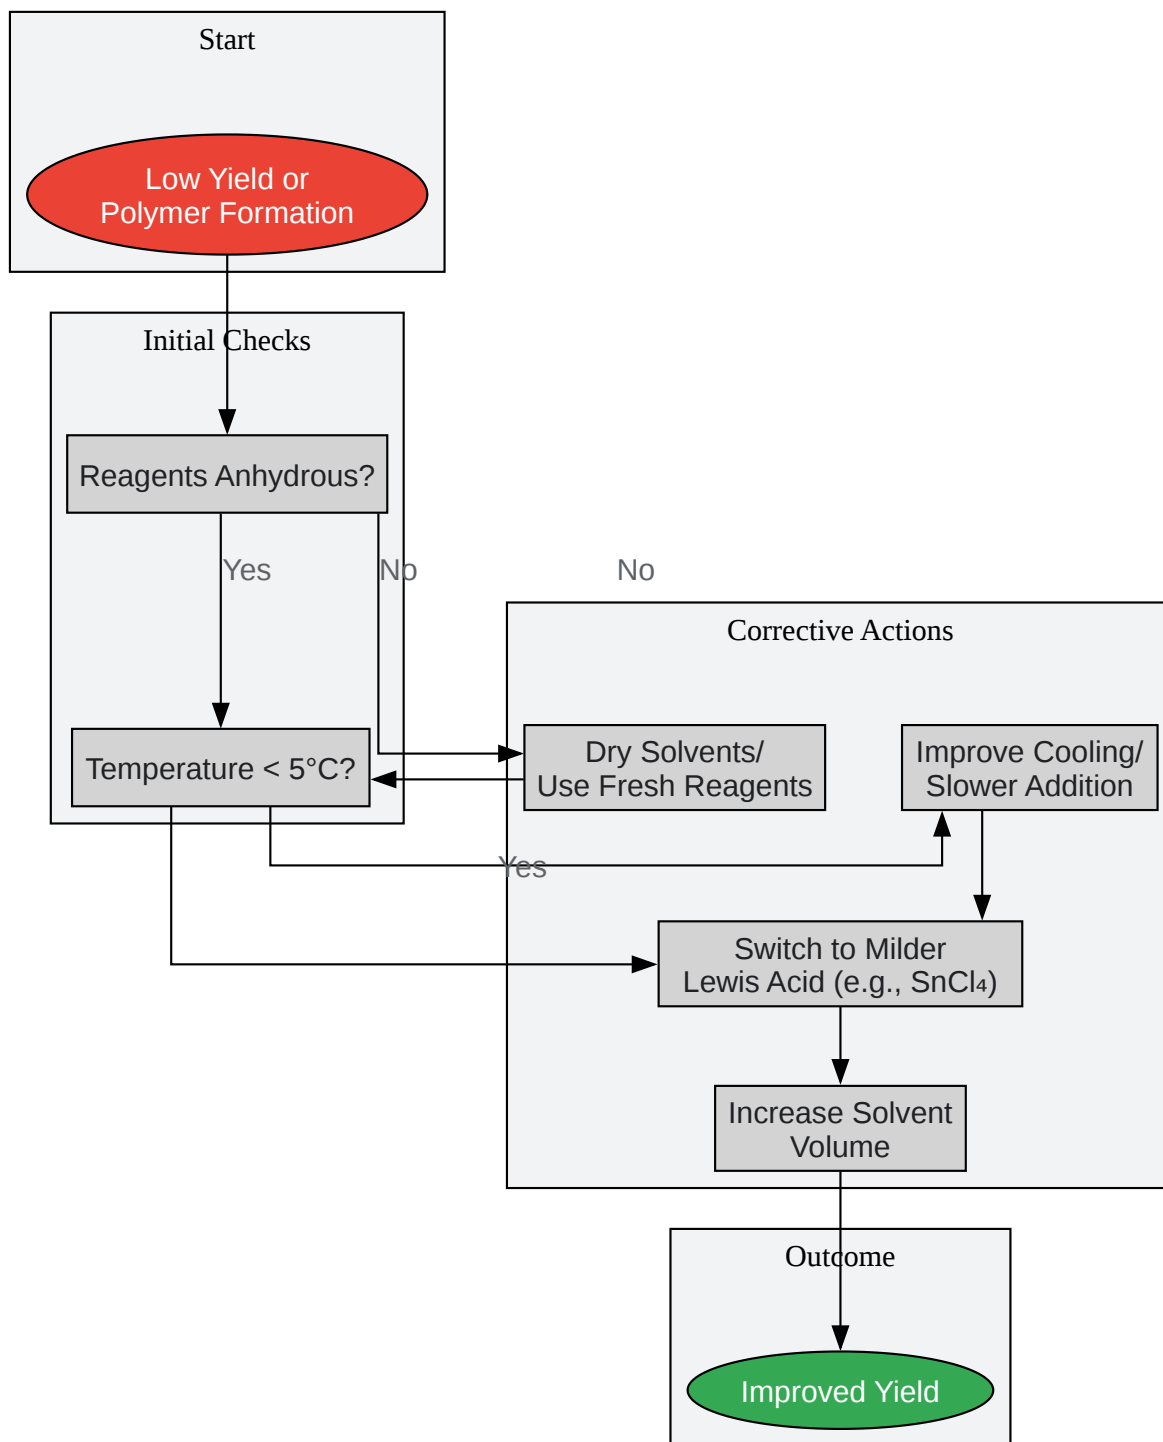 Start
Low Yield or
Polymer Formation
Initial Checks
Reagents Anhydrous?
Yes
No
No
Corrective Actions
Temperature < 5°C?
Dry Solvents/
Use Fresh Reagents
Improve Cooling/
Slower Addition
Yes
Switch to Milder
Lewis Acid (e.g., SnCl₄)
Increase Solvent
Volume
Outcome
Improved Yield